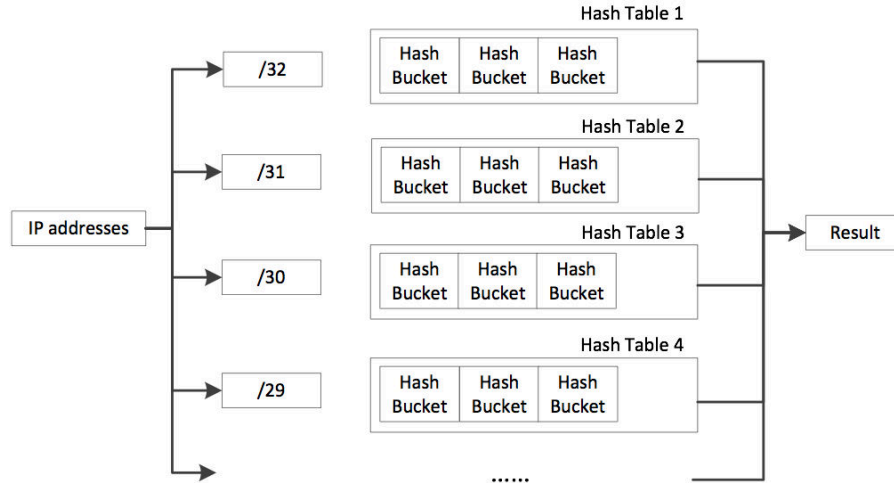 Hash Table 1
/32
Hash Hash Hash
Bucket Bucket Bucket
Hash Table 2
/31
Hash Hash Hash
Bucket Bucket Bucket
IP addresses
Hash Table 3
Result
/30
Hash Hash Hash
Bucket Bucket Bucket
Hash Table 4
/29
Hash Hash Hash
Bucket Bucket Bucket
......